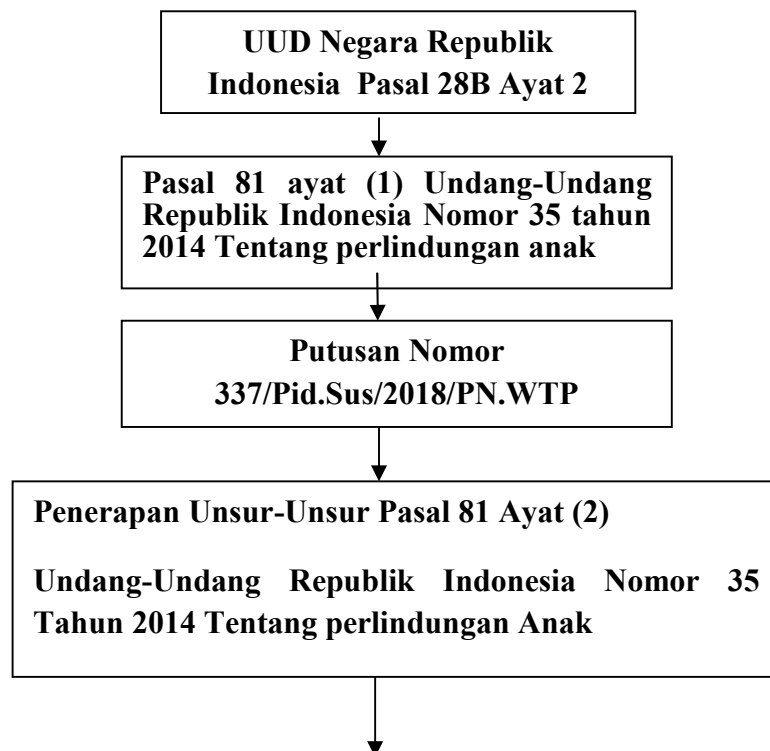 UUD Negara Republik
Indonesia Pasal 28B Ayat 2
Pasal 81 ayat (1) Undang-Undang
Republik Indonesia Nomor 35 tahun
2014 Tentang perlindungan anak
Putusan Nomor
337/Pid.Sus/2018/PN.WTP
Penerapan Unsur-Unsur Pasal 81 Ayat (2)
Undang-Undang Republik Indonesia Nomor 35
Tahun 2014 Tentang perlindungan Anak